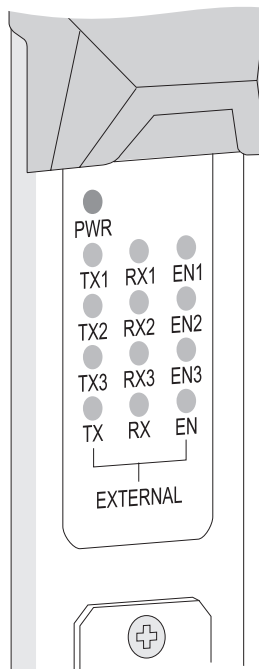 PWR
TX1 RX1 EN1
TX2 RX2 EN2
TX3 RX3 EN3
TX RX EN
EXTERNAL